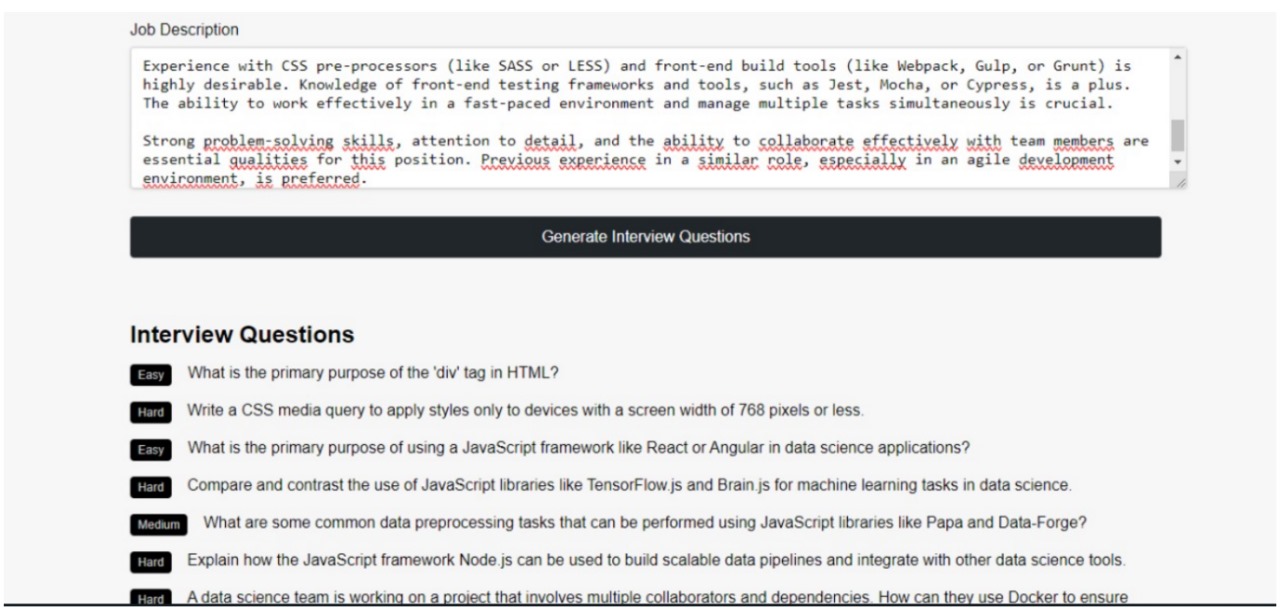 Job Description
Experience with CSS pre-processors (like SASS or LESS) and front-end build tools (like Webpack, Gulp, or Grunt) is
highly desirable. Knowledge of front-end testing frameworks and tools, such as Jest, Mocha, or Cypress, is a plus.
The ability to work effectively in a fast-paced environment and manage multiple tasks simultaneously is crucial.
Strong problem-solving skills, attention to detail, and the ability to collaborate effectively with team members are
essential qualities for this position. Previous experience in a similar role, especially in an agile development
environment, is preferred.
Generate Interview Questions
Interview Questions
Easy What is the primary purpose of the 'div' tag in HTML?
Hard Write a CSS media query to apply styles only to devices with a screen width of 768 pixels or less.
Easy What is the primary purpose of using a JavaScript framework like React or Angular in data science applications?
Hard Compare and contrast the use of JavaScript libraries like TensorFlow.js and Brain.js for machine learning tasks in data science.
Medium What are some common data preprocessing tasks that can be performed using JavaScript libraries like Papa and Data-Forge?
Hard Explain how the JavaScript framework Node.js can be used to build scalable data pipelines and integrate with other data science tools.
Hard A data science team is working on a project that involves multiple collaborators and dependencies. How can they use Docker to ensure